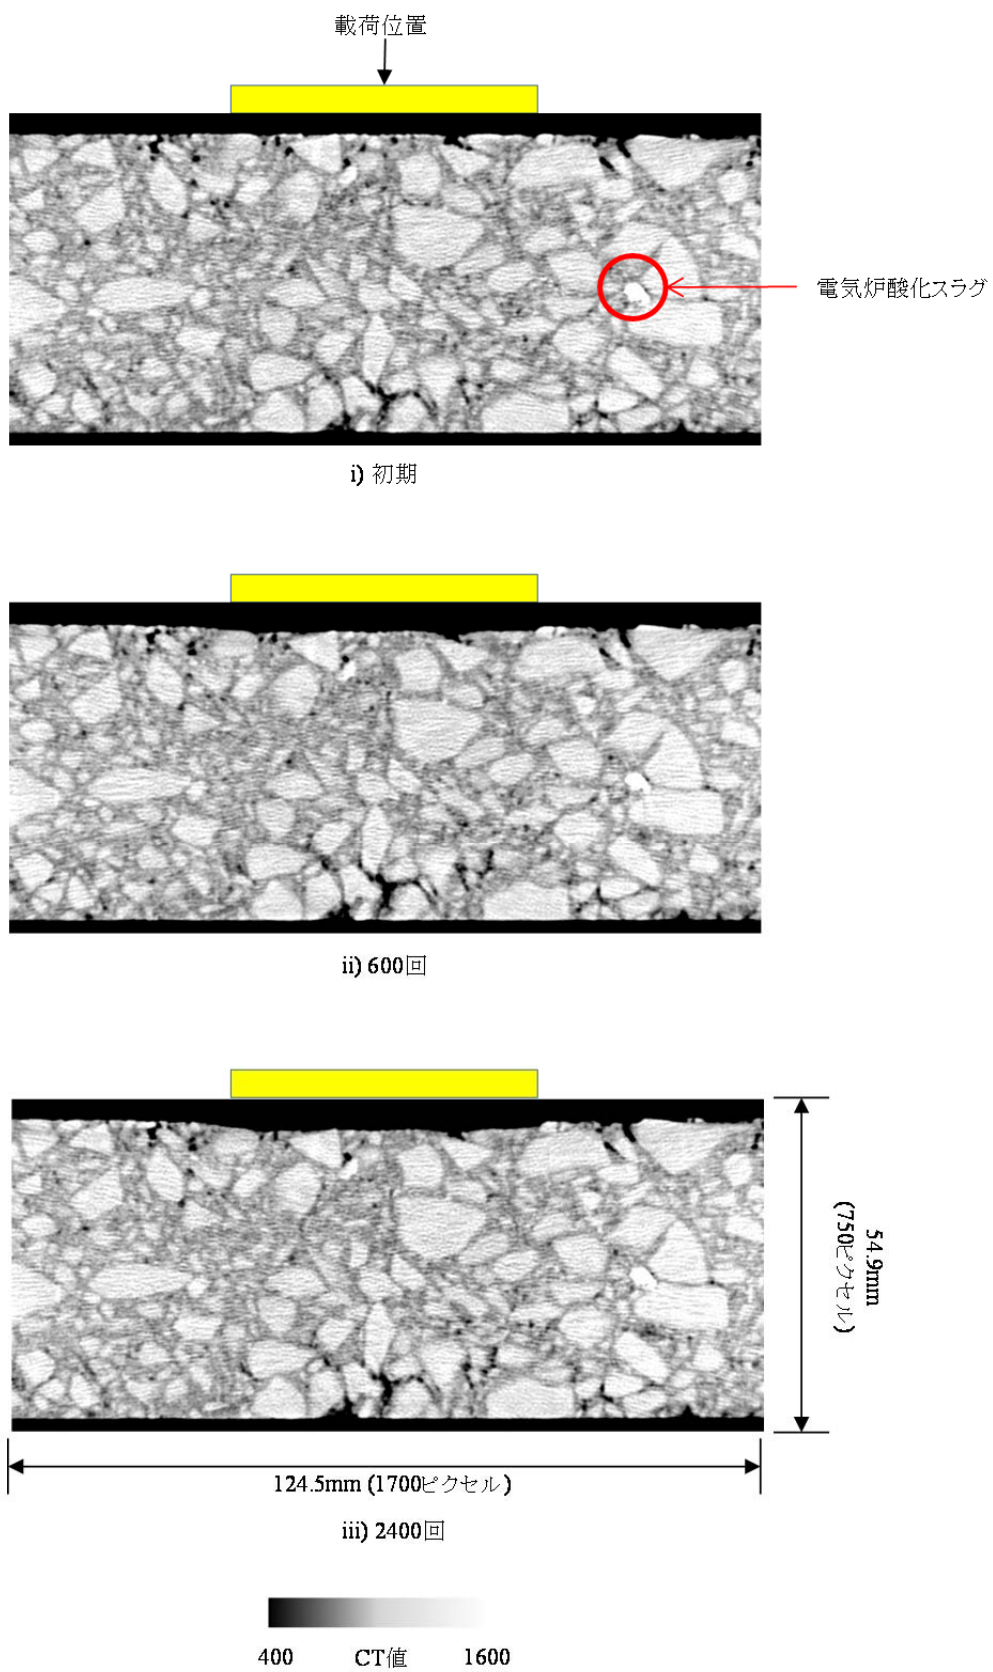 載荷位置
電気炉酸化スラグ
i) 初期
ii) 600回
54.9mm
(750ピクセル)
124.5mm (1700ピクセル)
iii) 2400回
400 CT値 1600